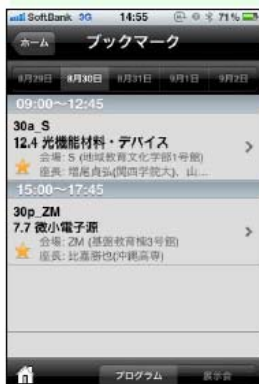 SoftBank 3G 14:55 71%
ホーム ブックマーク
8月29日 8月30日 8月31日 9月1日 9月2日
09:00〜12:45
30a_S
12.4 光機能材料・デバイス
会場: S (地域教育文化学部1号館)
座長: 増尾貞弘(関西学院大)、山...
15:00〜17:45
30p_ZM
7.7 微小電子源
会場: ZM (基盤教育棟3号館)
座長: 比嘉勝也(沖縄高専)
プログラム 展示会